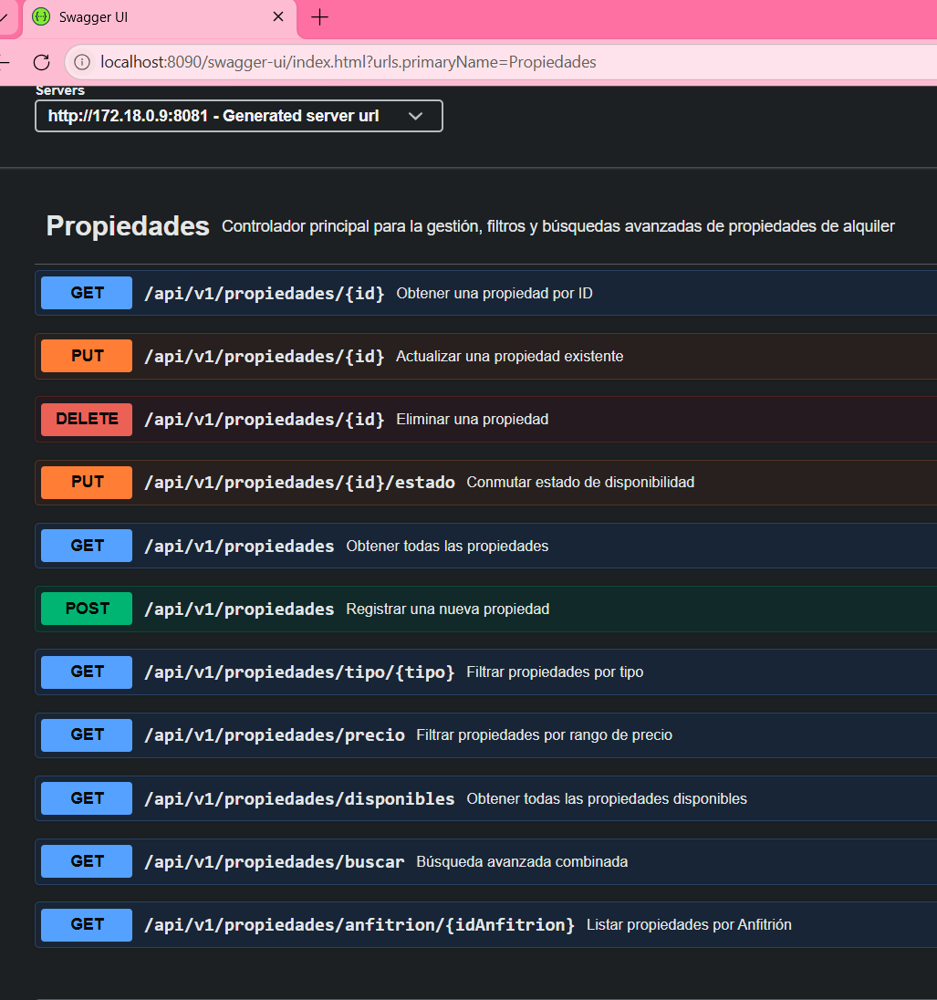 Swagger UI
localhost:8090/swagger-ui/index.html?urls.primaryName=Propiedades
Servers
http://172.18.0.9:8081 - Generated server url
Propiedades Controlador principal para la gestión, filtros y búsquedas avanzadas de propiedades de alquiler
GET /api/v1/propiedades/{id} Obtener una propiedad por ID
PUT /api/v1/propiedades/{id} Actualizar una propiedad existente
DELETE /api/v1/propiedades/{id} Eliminar una propiedad
PUT /api/v1/propiedades/{id}/estado Conmutar estado de disponibilidad
GET /api/v1/propiedades Obtener todas las propiedades
POST /api/v1/propiedades Registrar una nueva propiedad
GET /api/v1/propiedades/tipo/{tipo} Filtrar propiedades por tipo
GET /api/v1/propiedades/precio Filtrar propiedades por rango de precio
GET /api/v1/propiedades/disponibles Obtener todas las propiedades disponibles
GET /api/v1/propiedades/buscar Búsqueda avanzada combinada
GET /api/v1/propiedades/anfitrion/{idAnfitrion} Listar propiedades por Anfitrión